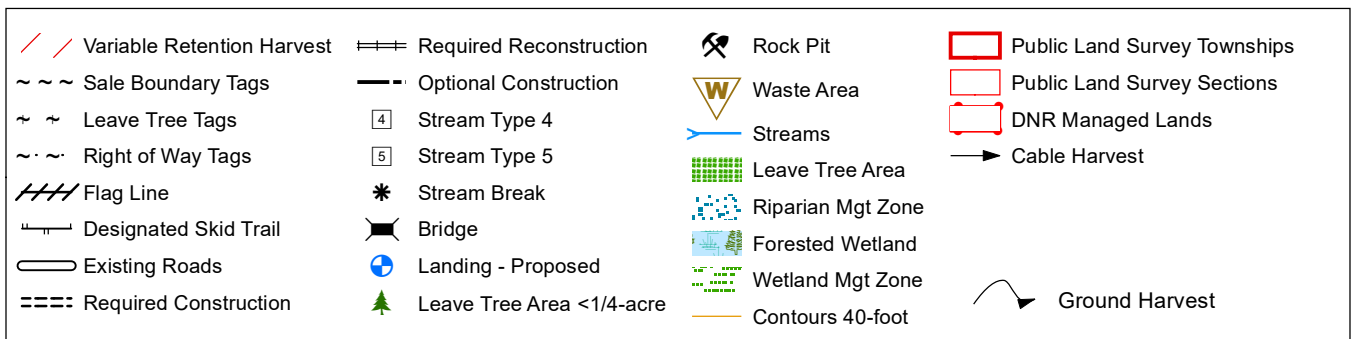 Variable Retention Harvest
Sale Boundary Tags
Leave Tree Tags
Right of Way Tags
Flag Line
Designated Skid Trail
Existing Roads
Required Construction
Required Reconstruction
Optional Construction
4 Stream Type 4
5 Stream Type 5
Stream Break
Bridge
Landing - Proposed
Leave Tree Area <1/4-acre
Rock Pit
W Waste Area
Streams
Leave Tree Area
Riparian Mgt Zone
Forested Wetland
Wetland Mgt Zone
Contours 40-foot
Public Land Survey Townships
Public Land Survey Sections
DNR Managed Lands
Cable Harvest
Ground Harvest